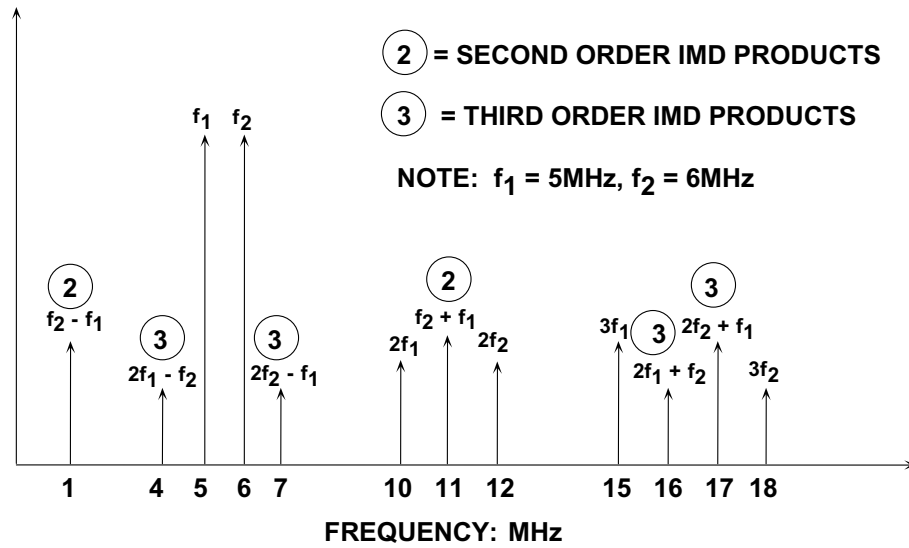 2 = SECOND ORDER IMD PRODUCTS
3 = THIRD ORDER IMD PRODUCTS
NOTE: f1 = 5MHz, f2 = 6MHz
f1 f2
2 2
f2 - f1 f2 + f1
3 3 3 3
2f1 - f2 2f2 - f1 2f1 2f2 3f1 2f2 + f1
2f1 + f2 3f2
1 4 5 6 7 10 11 12 15 16 17 18
FREQUENCY: MHz